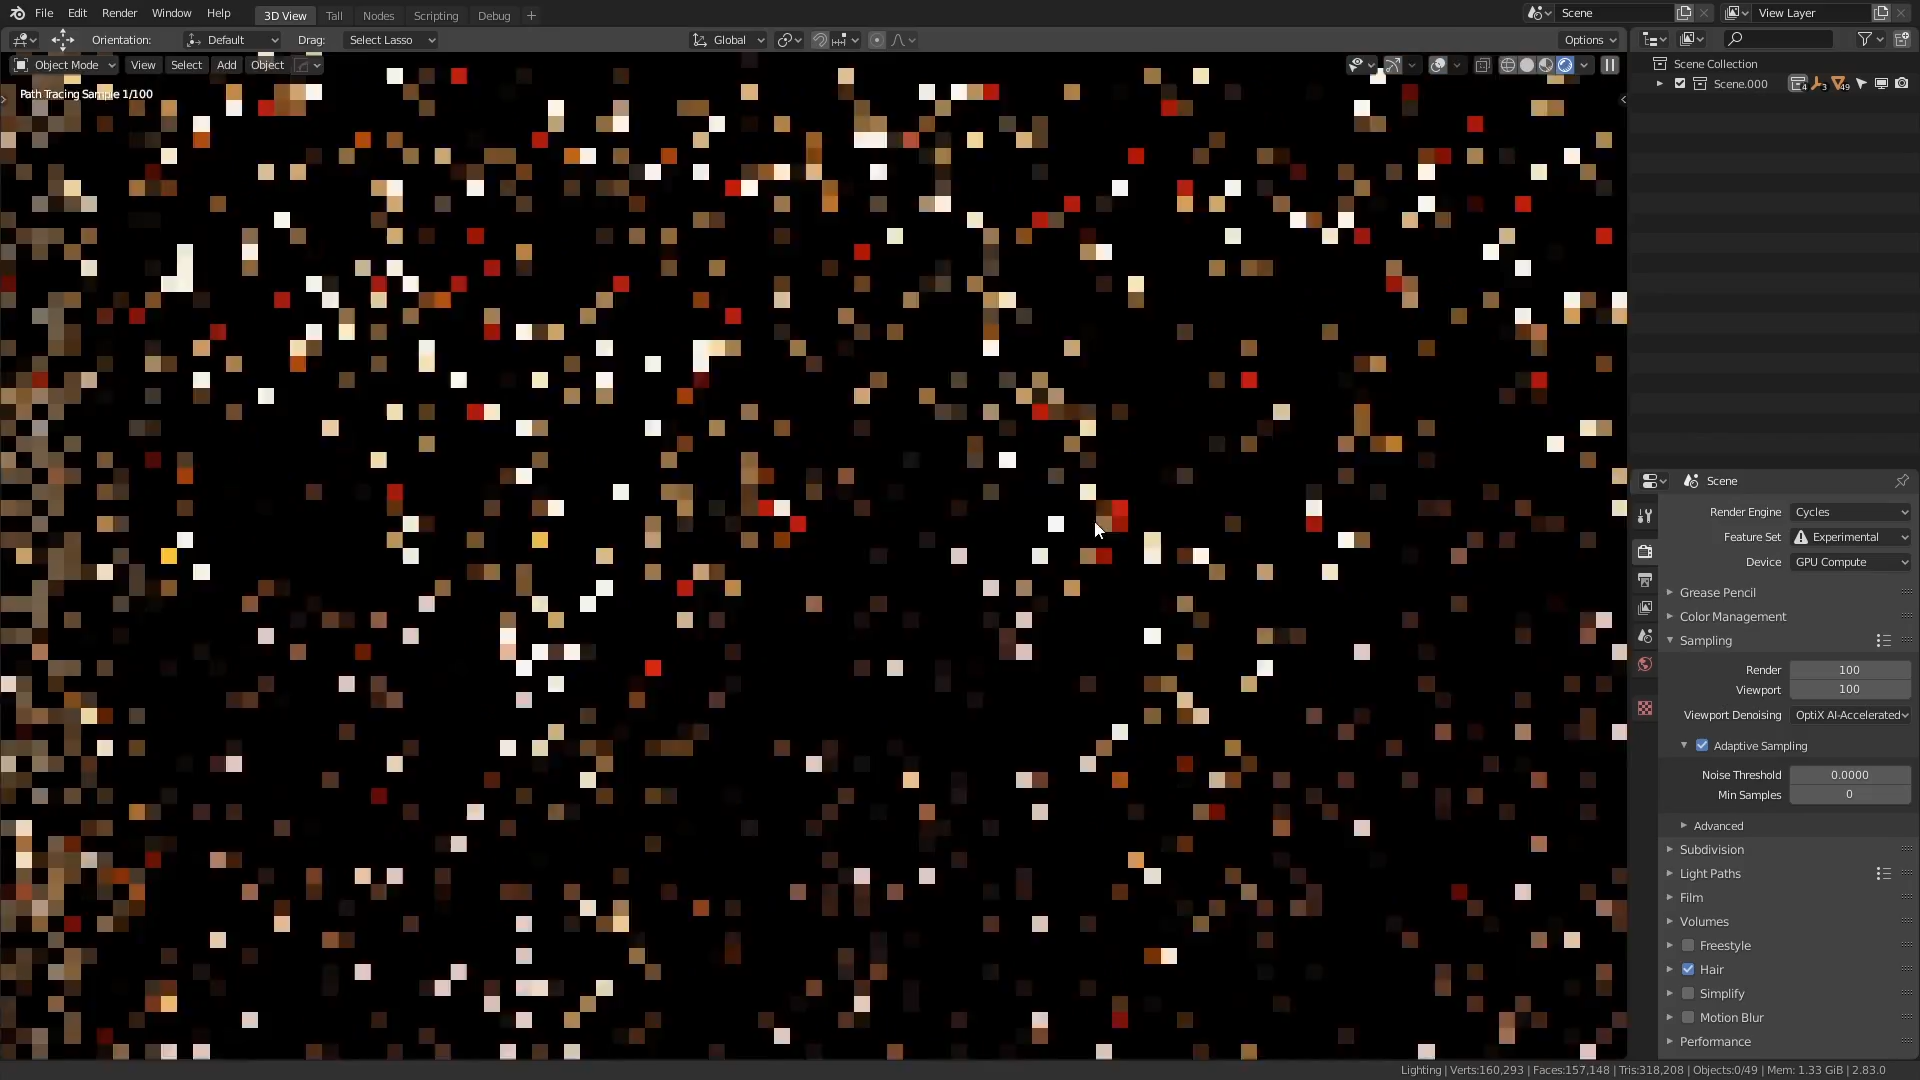 File Edit Render Window Help 3D View Tall Nodes Scripting Debug + Scene View Layer
Orientation: Default Drag: Select Lasso Global Options
Object Mode View Select Add Object
Path Tracing Sample 1/100
Scene Collection
Scene.000 4 3 49
Scene
Render Engine Cycles
Feature Set Experimental
Device GPU Compute
Grease Pencil
Color Management
Sampling
Render 100
Viewport 100
Viewport Denoising OptiX AI-Accelerated
Adaptive Sampling
Noise Threshold 0.0000
Min Samples 0
Advanced
Subdivision
Light Paths
Film
Volumes
Freestyle
Hair
Simplify
Motion Blur
Performance
Lighting | Verts:160,293 | Faces:157,148 | Tris:318,208 | Objects:0/49 | Mem: 1.33 GiB | 2.83.0